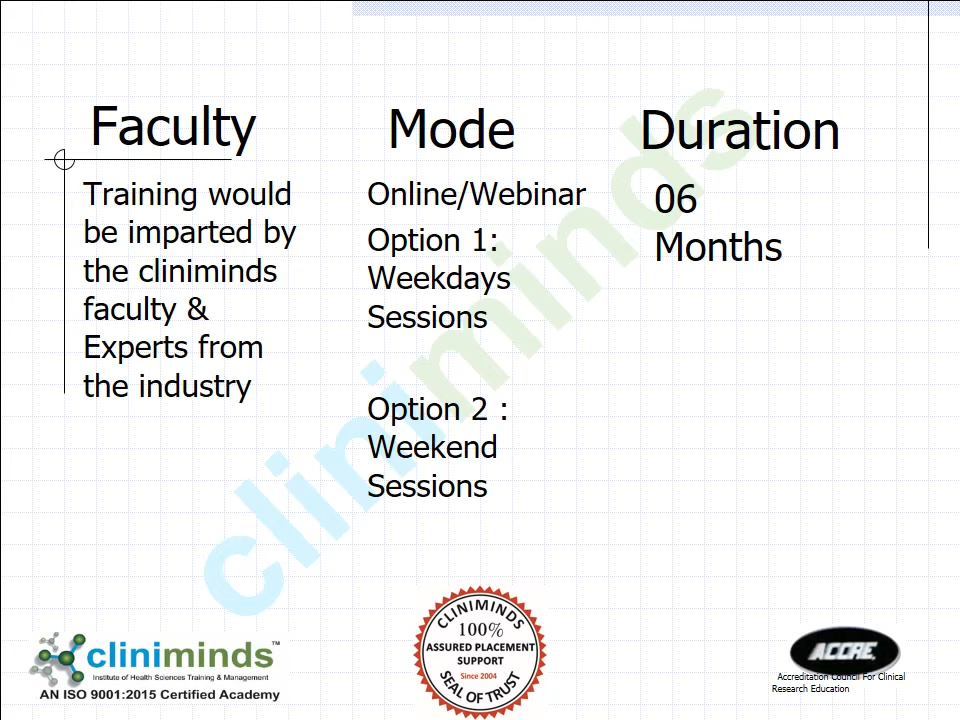 Faculty
Training would
be imparted by
the cliniminds
faculty &
Experts from
the industry
Mode
Online/Webinar
Option 1:
Weekdays
Sessions
Option 2 :
Weekend
Sessions
Duration
06
Months
cliniminds
cliniminds™
Institute of Health Sciences Training & Management
AN ISO 9001:2015 Certified Academy
CLINIMINDS
100%
ASSURED PLACEMENT
SUPPORT
Since 2004
SEAL OF TRUST
ACCRE
Accreditation Council For Clinical
Research Education